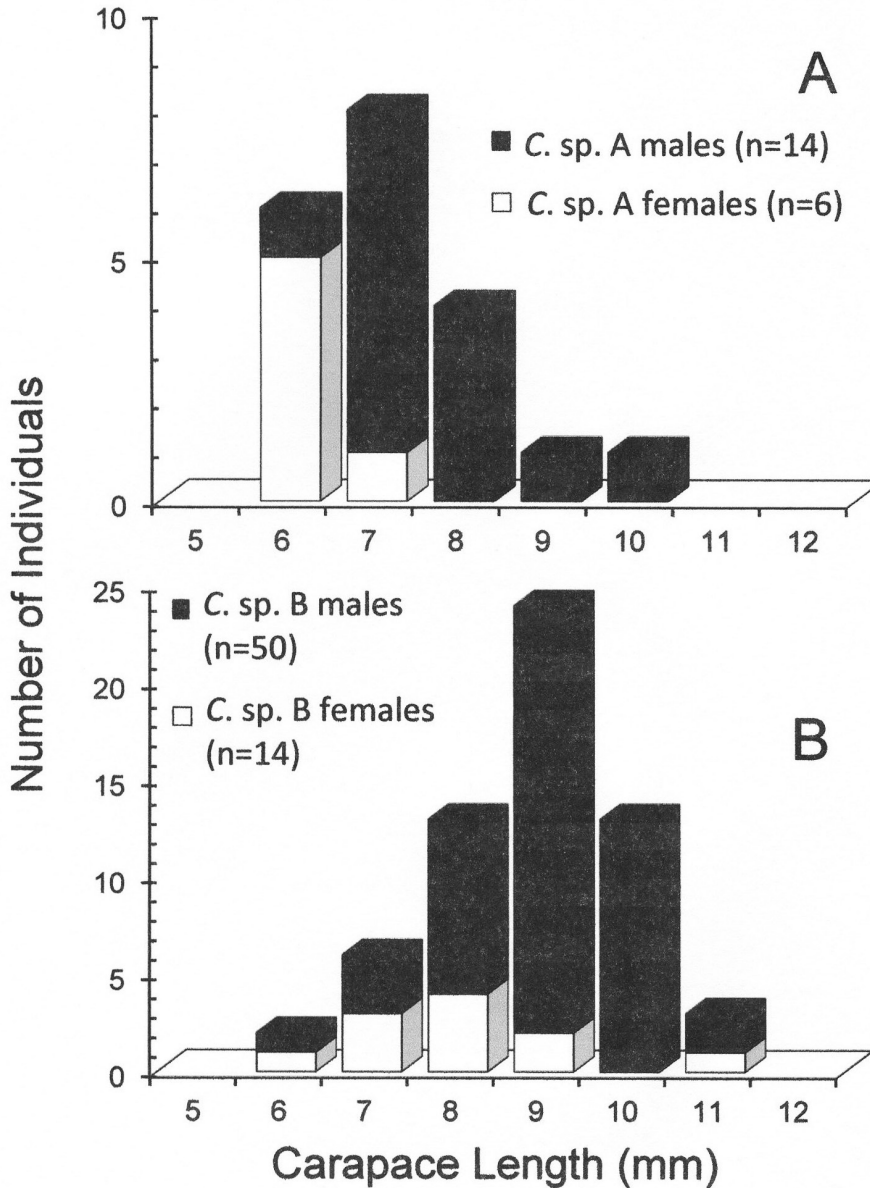 10
A
C. sp. A males (n=14)
C. sp. A females (n=6)
5
0
5 6 7 8 9 10 11 12
Number of Individuals
25
C. sp. B males
(n=50)
20
C. sp. B females
(n=14)
B
15
10
5
0
5 6 7 8 9 10 11 12
Carapace Length (mm)